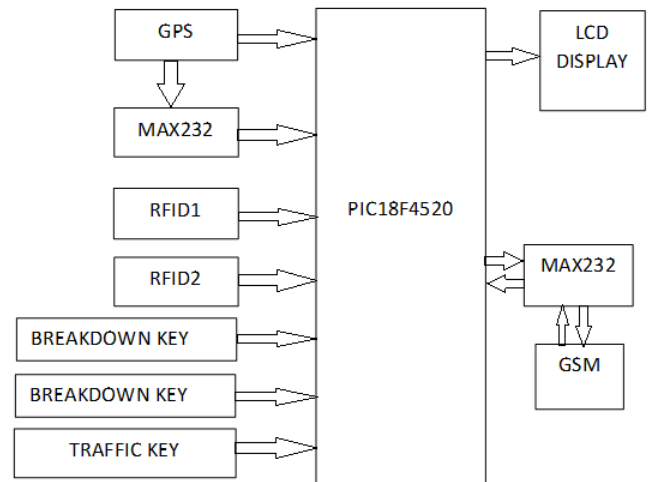 GPS
LCD
DISPLAY
MAX232
RFID1
PIC18F4520
RFID2
MAX232
BREAKDOWN KEY
GSM
BREAKDOWN KEY
TRAFFIC KEY